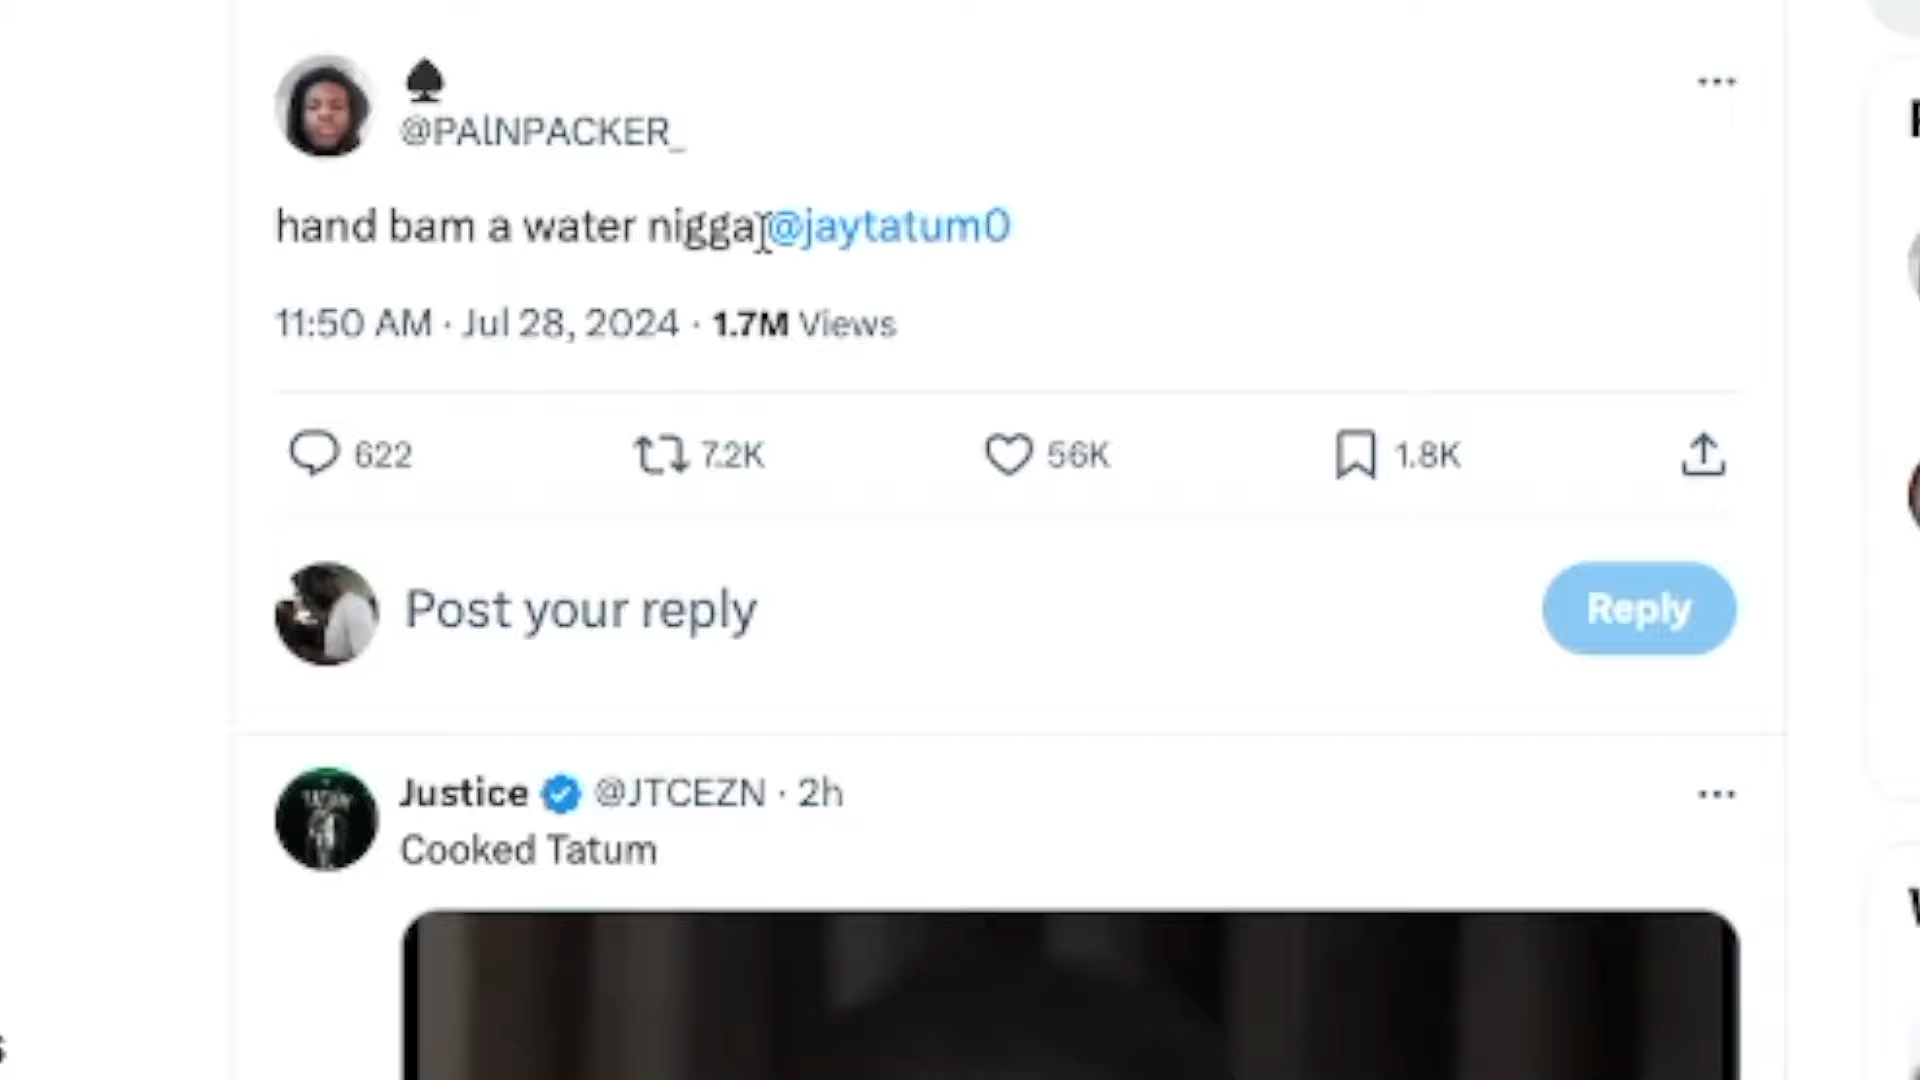 @PAlNPACKER_
hand bam a water nigga @jaytatum0
11:50 AM · Jul 28, 2024 · 1.7M Views
622 7.2K 56K 1.8K
Post your reply
Reply
Justice @JTCEZN · 2h
Cooked Tatum